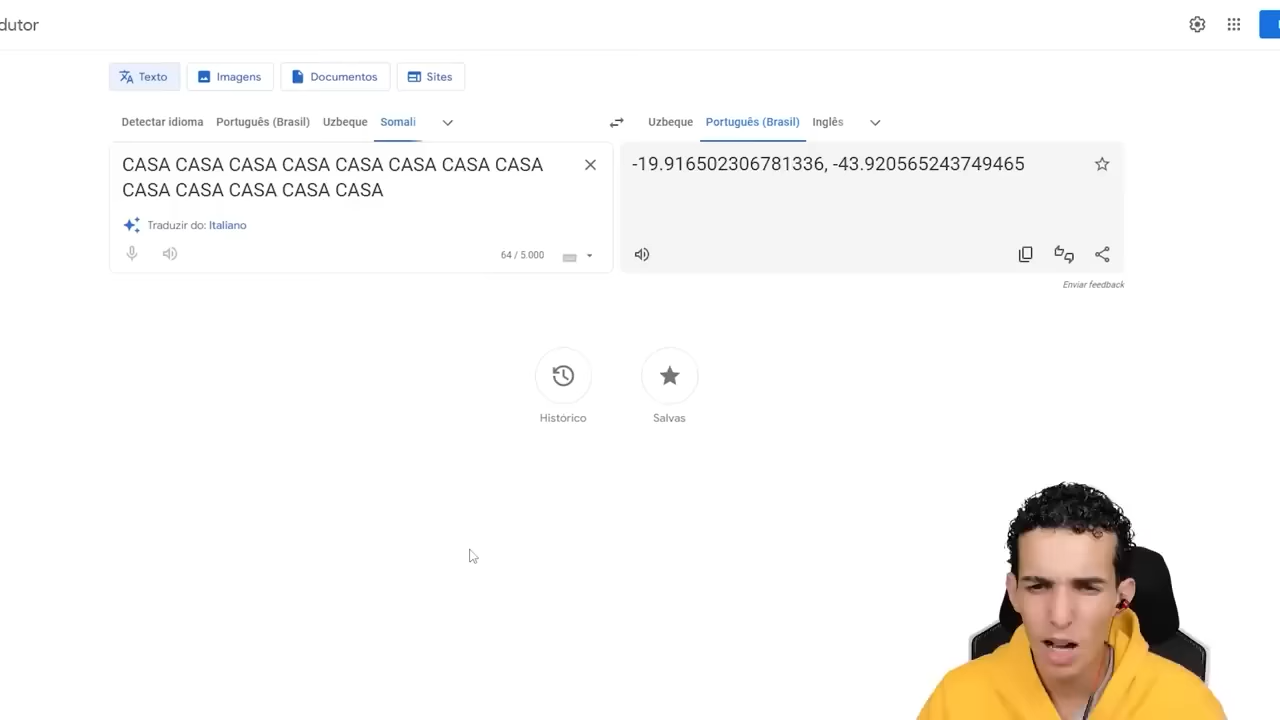 dutor
Texto
Imagens
Documentos
Sites
Detectar idioma
Português (Brasil)
Uzbeque
Somali
Uzbeque
Português (Brasil)
Inglês
CASA CASA CASA CASA CASA CASA CASA CASA
CASA CASA CASA CASA CASA
-19.916502306781336, -43.920565243749465
Traduzir do: Italiano
64 / 5.000
Enviar feedback
Histórico
Salvas